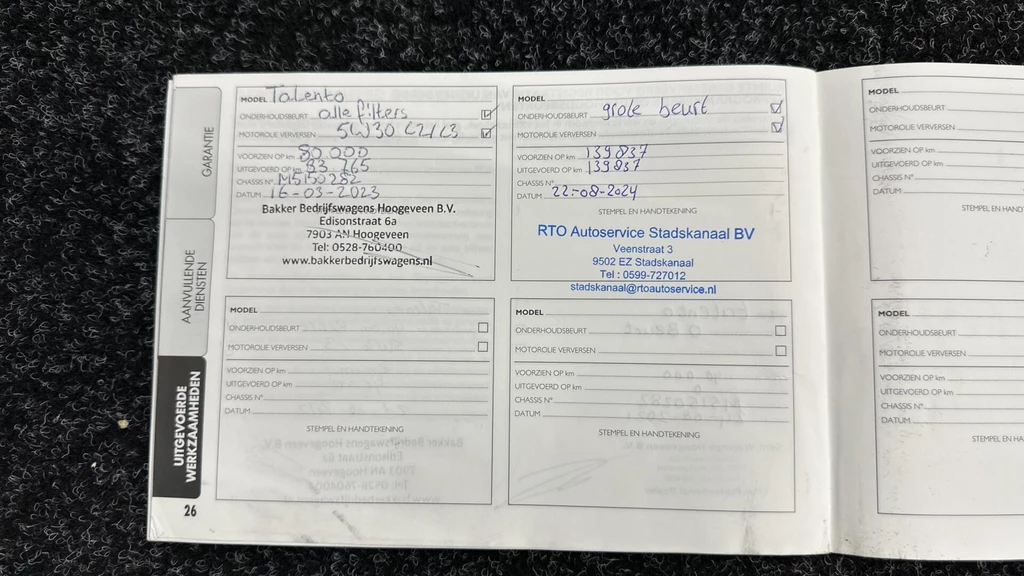 GARANTIE
AANVULLENDE
DIENSTEN
UITGEVOERDE
WERKZAAMHEDEN
26
MODEL Talento
ONDERHOUDSBEURT alle filters
MOTOROLIE VERVERSEN 5W30 C2/C3
VOORZIEN OP km 80.000
UITGEVOERD OP km 83 765
CHASSIS N° M5150282
DATUM 16-03-2023
Bakker Bedrijfswagens Hoogeveen B.V.
Edisonstraat 6a
7903 AN Hoogeveen
Tel: 0528-760400
www.bakkerbedrijfswagens.nl
MODEL
ONDERHOUDSBEURT grote beurt
MOTOROLIE VERVERSEN
VOORZIEN OP km 139837
UITGEVOERD OP km 139837
CHASSIS N°
DATUM 22-08-2024
STEMPEL EN HANDTEKENING
RTO Autoservice Stadskanaal BV
Veenstraat 3
9502 EZ Stadskanaal
Tel : 0599-727012
stadskanaal@rtoautoservice.nl
MODEL
ONDERHOUDSBEURT
MOTOROLIE VERVERSEN
VOORZIEN OP km
UITGEVOERD OP km
CHASSIS N°
DATUM
STEMPEL EN HAND
MODEL
ONDERHOUDSBEURT
MOTOROLIE VERVERSEN
VOORZIEN OP km
UITGEVOERD OP km
CHASSIS N°
DATUM
STEMPEL EN HANDTEKENING
MODEL
ONDERHOUDSBEURT
MOTOROLIE VERVERSEN
VOORZIEN OP km
UITGEVOERD OP km
CHASSIS N°
DATUM
STEMPEL EN HANDTEKENING
MODEL
ONDERHOUDSBEURT
MOTOROLIE VERVERSEN
VOORZIEN OP km
UITGEVOERD OP km
CHASSIS N°
DATUM
STEMPEL EN HA